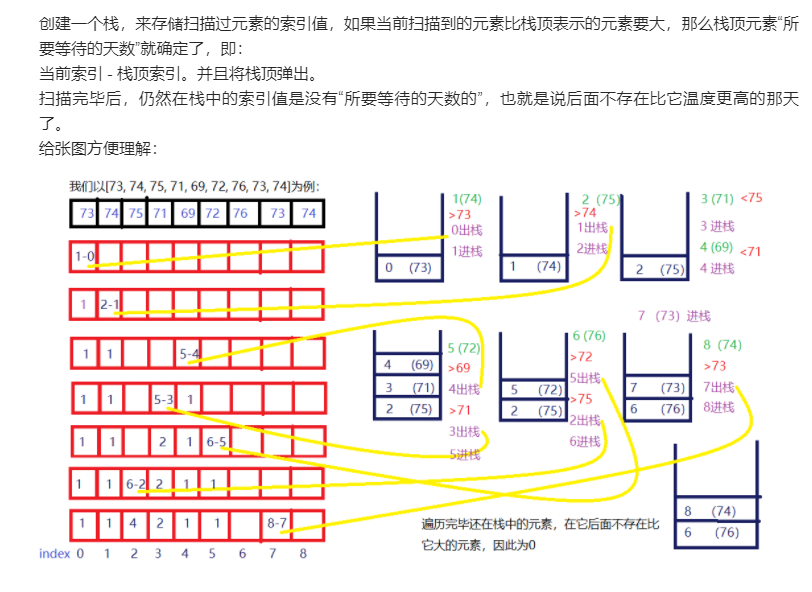 创建一个栈，来存储扫描过元素的索引值，如果当前扫描到的元素比栈顶表示的元素要大，那么栈顶元素“所
要等待的天数”就确定了，即：
当前索引 - 栈顶索引。并且将栈顶弹出。
扫描完毕后，仍然在栈中的索引值是没有“所要等待的天数的”，也就是说后面不存在比它温度更高的那天
了。
给张图方便理解：
我们以[73, 74, 75, 71, 69, 72, 76, 73, 74]为例：
73 74 75 71 69 72 76 73 74
1-0
1 2-1
1 1 5-4
1 1 5-3 1
1 1 2 1 6-5
1 1 6-2 2 1 1
1 1 4 2 1 1 8-7
index 0 1 2 3 4 5 6 7 8
1(74)
>73
0出栈
1进栈
0 (73)
2 (75)
>74
1出栈
2进栈
1 (74)
3 (71) <75
3 进栈
4 (69) <71
4 进栈
2 (75)
5 (72)
>69
4出栈
>71
3出栈
5进栈
4 (69)
3 (71)
2 (75)
6 (76)
>72
5出栈
>75
2出栈
6进栈
5 (72)
2 (75)
7 (73) 进栈
8 (74)
>73
7出栈
8进栈
7 (73)
6 (76)
8 (74)
6 (76)
遍历完毕还在栈中的元素，在它后面不存在比
它大的元素，因此为0